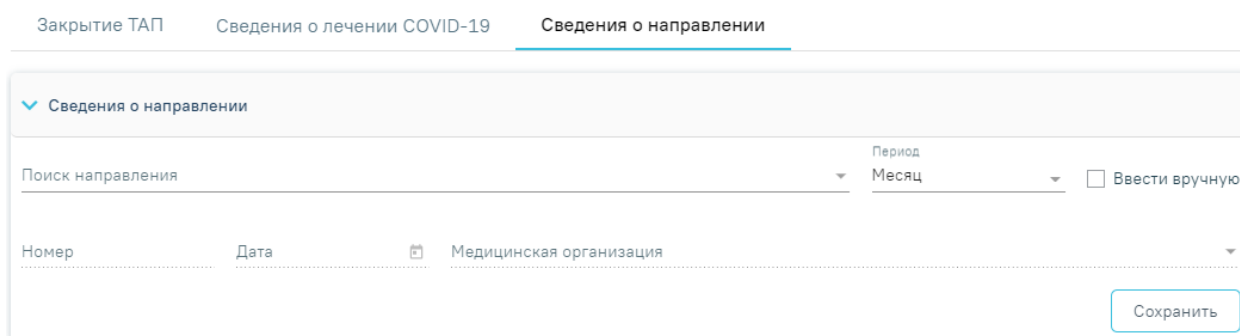 Закрытие ТАП Сведения о лечении COVID-19 Сведения о направлении
Сведения о направлении
Период
Поиск направления Месяц Ввести вручную
Номер Дата Медицинская организация
Сохранить